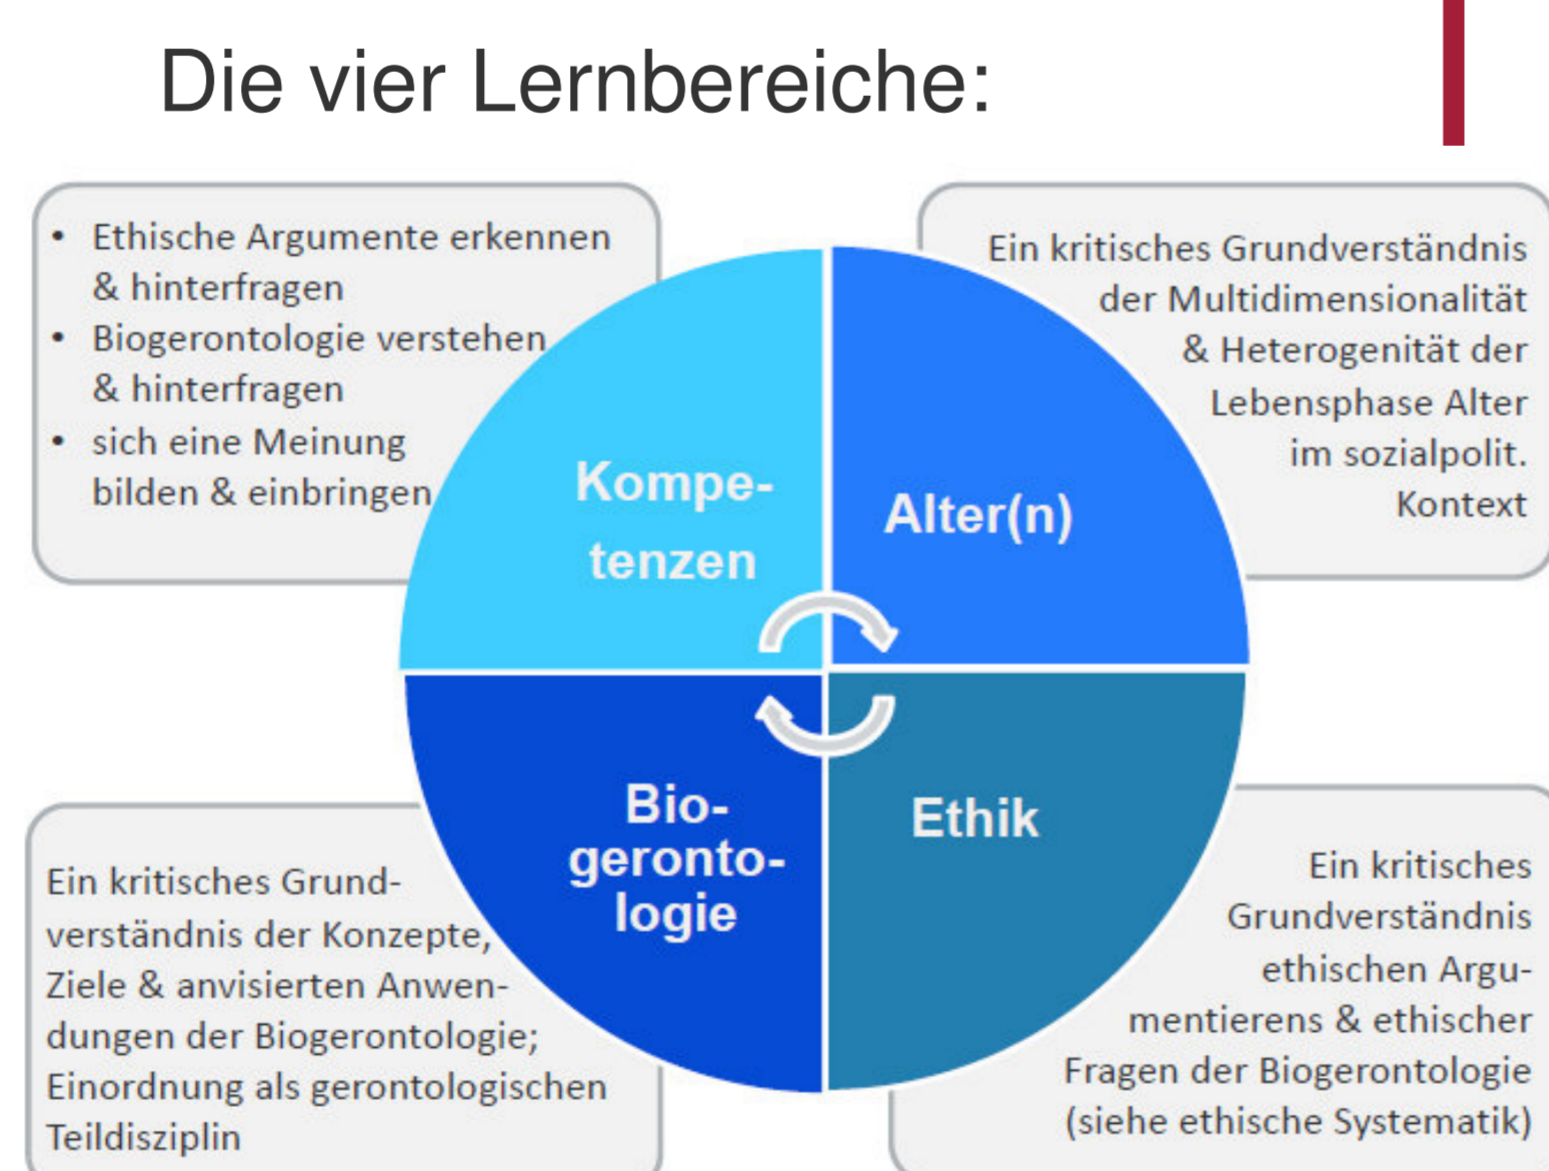 Die vier Lernbereiche:
• Ethische Argumente erkennen
& hinterfragen
• Biogerontologie verstehen
& hinterfragen
• sich eine Meinung
bilden & einbringen
Ein kritisches Grundverständnis
der Multidimensionalität
& Heterogenität der
Lebensphase Alter
im sozialpolit.
Kontext
Kompe-
tenzen
Alter(n)
Bio-
geronto-
logie
Ethik
Ein kritisches Grund-
verständnis der Konzepte,
Ziele & anvisierten Anwen-
dungen der Biogerontologie;
Einordnung als gerontologischen
Teildisziplin
Ein kritisches
Grundverständnis
ethischen Argu-
mentierens & ethischer
Fragen der Biogerontologie
(siehe ethische Systematik)